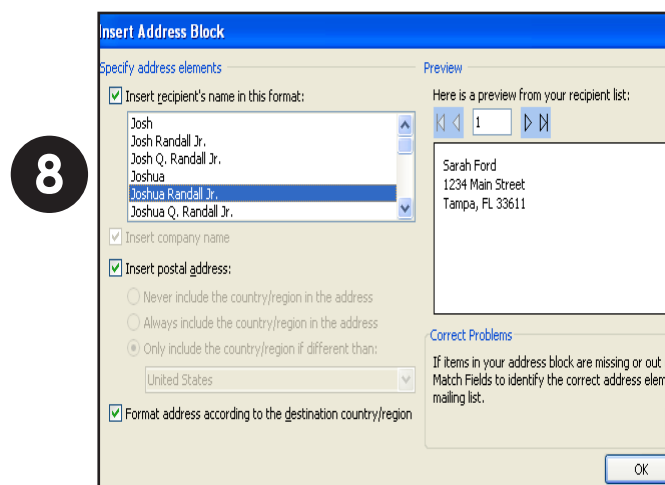 8
Insert Address Block
Specify address elements
Insert recipient's name in this format:
Josh
Josh Randall Jr.
Josh Q. Randall Jr.
Joshua
Joshua Randall Jr.
Joshua Q. Randall Jr.
Insert company name
Insert postal address:
Never include the country/region in the address
Always include the country/region in the address
Only include the country/region if different than:
United States
Format address according to the destination country/region
Preview
Here is a preview from your recipient list:
1
Sarah Ford
1234 Main Street
Tampa, FL 33611
Correct Problems
If items in your address block are missing or out
Match Fields to identify the correct address elem
mailing list.
OK